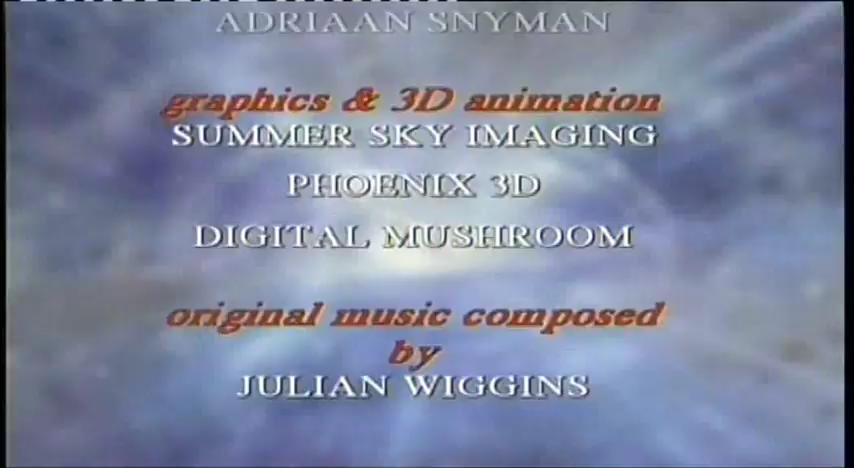 ADRIAAN SNYMAN
graphics & 3D animation
SUMMER SKY IMAGING
PHOENIX 3D
DIGITAL MUSHROOM
original music composed
by
JULIAN WIGGINS